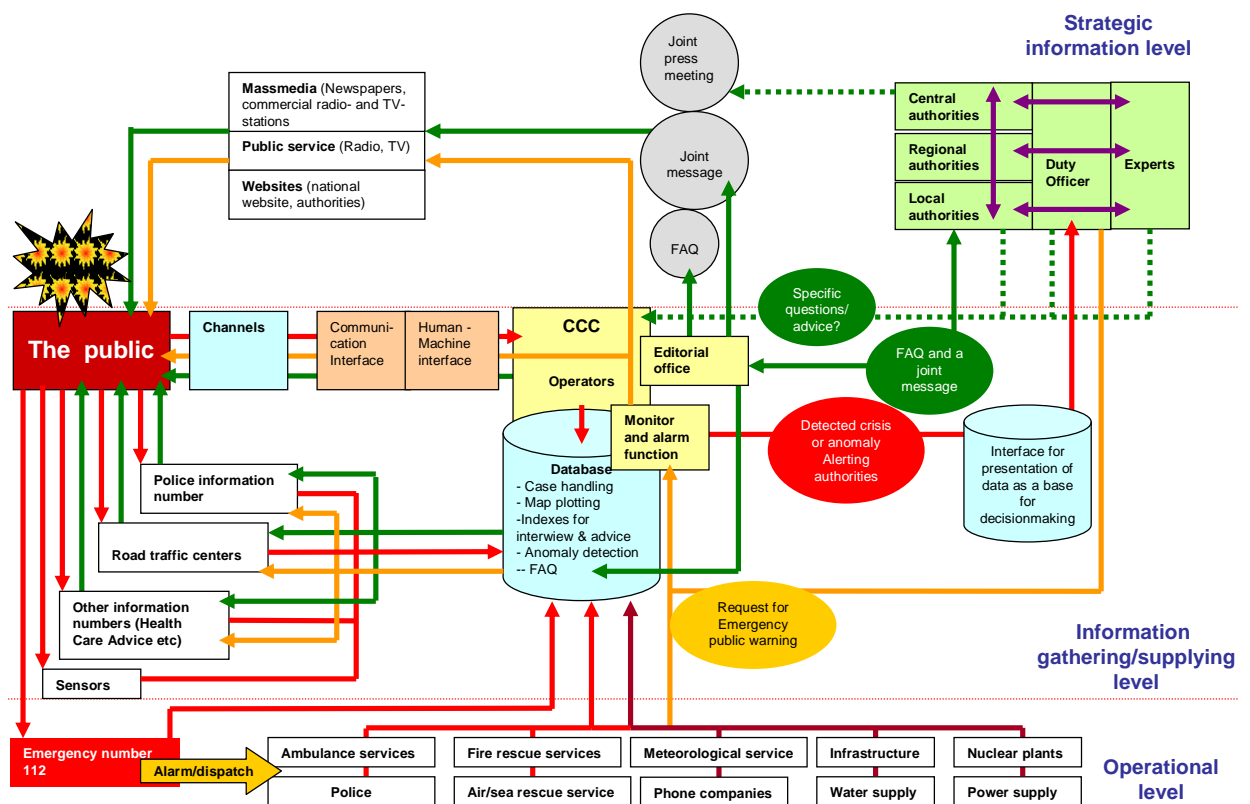 Strategic
information level
Joint
press
meeting
Massmedia (Newspapers,
commercial radio- and TV-
stations
Public service (Radio, TV)
Websites (national
website, authorities)
Joint
message
FAQ
Central
authorities
Regional
authorities
Local
authorities
Duty
Officer
Experts
The public
Channels
Communi-
cation
Interface
Human -
Machine
interface
CCC
Operators
Editorial
office
Monitor
and alarm
function
Specific
questions/
advice?
FAQ and a
joint
message
Detected crisis
or anomaly
Alerting
authorities
Interface for
presentation of
data as a base
for
decisionmaking
Database
- Case handling
- Map plotting
-Indexes for
interwiew & advice
- Anomaly detection
-- FAQ
Police information
number
Road traffic centers
Other information
numbers (Health
Care Advice etc)
Sensors
Request for
Emergency
public warning
Information
gathering/supplying
level
Emergency number
112
Alarm/dispatch
Ambulance services
Fire rescue services
Meteorological service
Infrastructure
Nuclear plants
Police
Air/sea rescue service
Phone companies
Water supply
Power supply
Operational
level